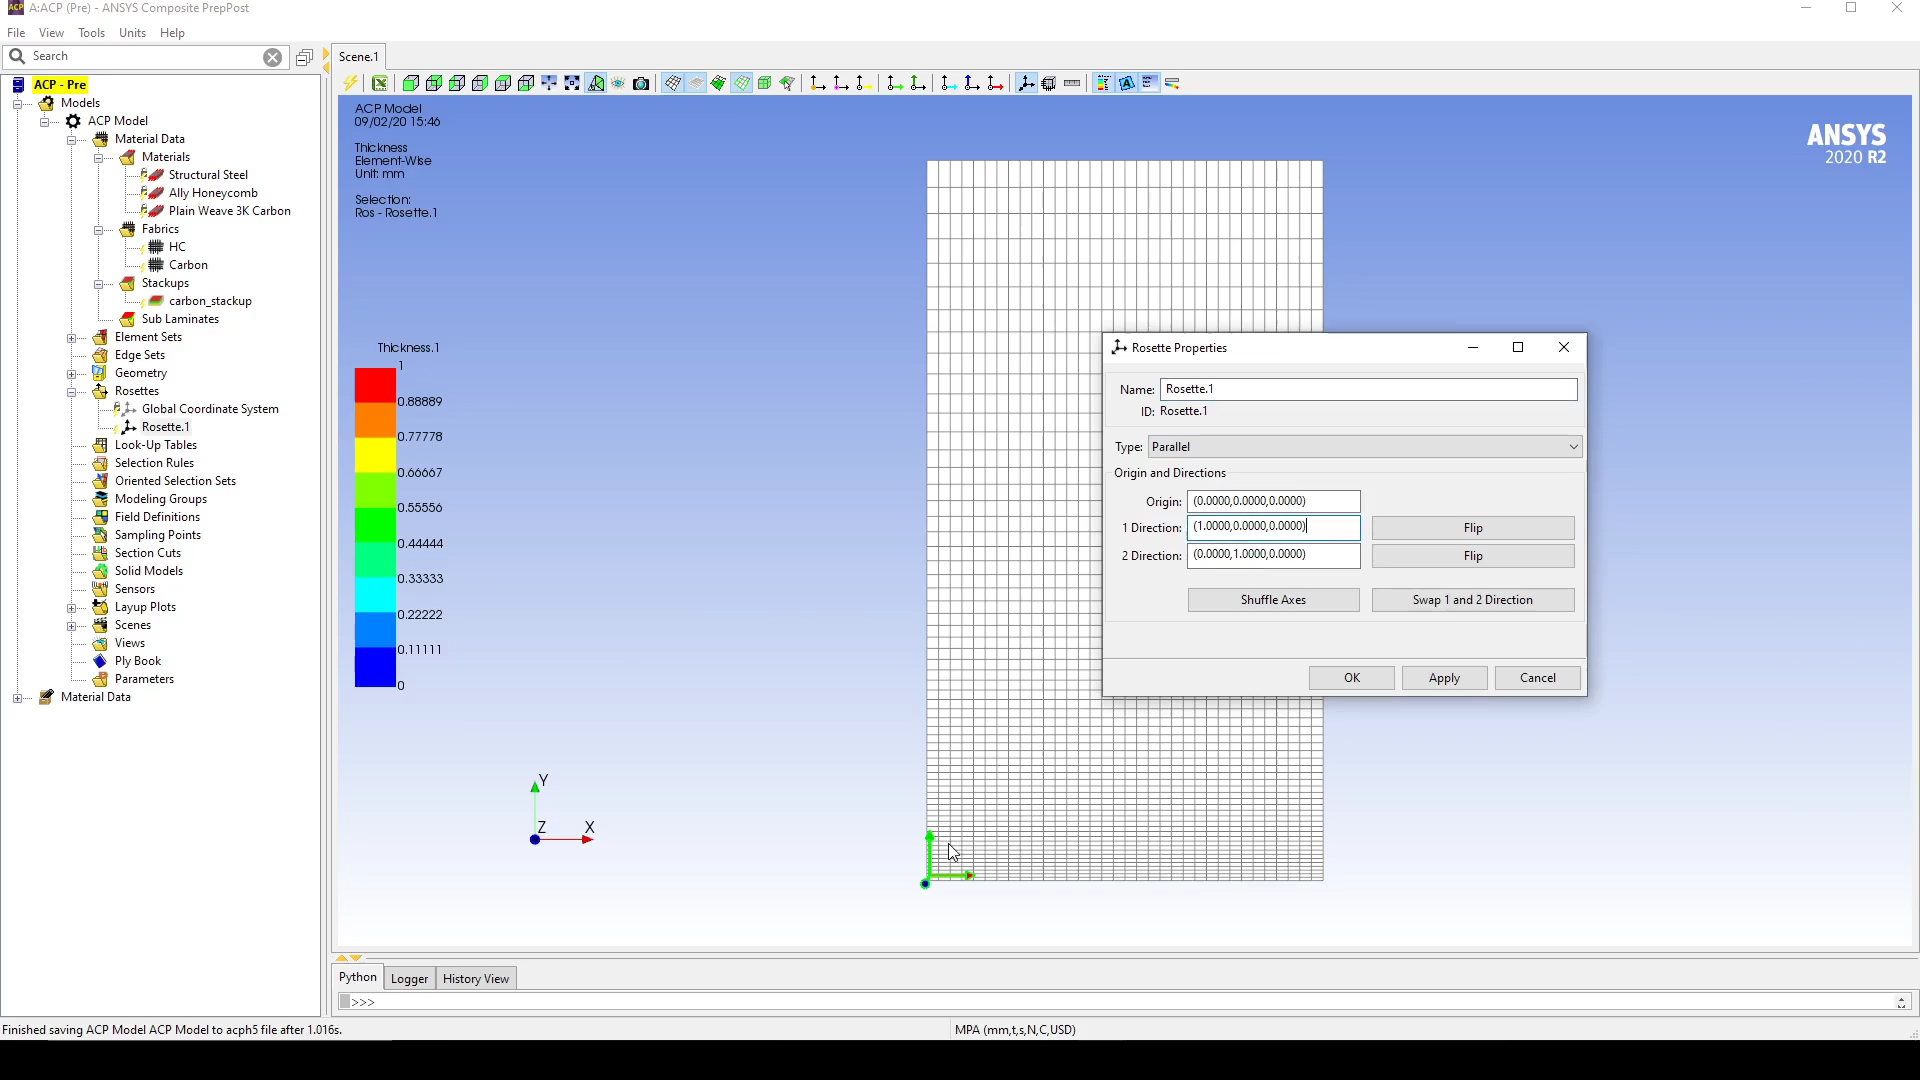 A:ACP (Pre) - ANSYS Composite PrepPost
File View Tools Units Help
Search
Scene.1
ACP - Pre
Models
ACP Model
Material Data
Materials
Structural Steel
Ally Honeycomb
Plain Weave 3K Carbon
Fabrics
HC
Carbon
Stackups
carbon_stackup
Sub Laminates
Element Sets
Edge Sets
Geometry
Rosettes
Global Coordinate System
Rosette.1
Look-Up Tables
Selection Rules
Oriented Selection Sets
Modeling Groups
Field Definitions
Sampling Points
Section Cuts
Solid Models
Sensors
Layup Plots
Scenes
Views
Ply Book
Parameters
Material Data
ACP Model
09/02/20 15:46
Thickness
Element-Wise
Unit: mm
Selection:
Ros - Rosette.1
ANSYS
2020 R2
Thickness.1
1
0.88889
0.77778
0.66667
0.55556
0.44444
0.33333
0.22222
0.11111
0
Y
Z X
Rosette Properties
Name: Rosette.1
ID: Rosette.1
Type: Parallel
Origin and Directions
Origin: (0.0000,0.0000,0.0000)
1 Direction: (1.0000,0.0000,0.0000) Flip
2 Direction: (0.0000,1.0000,0.0000) Flip
Shuffle Axes Swap 1 and 2 Direction
OK Apply Cancel
Python Logger History View
>>>
Finished saving ACP Model ACP Model to acph5 file after 1.016s.
MPA (mm,t,s,N,C,USD)